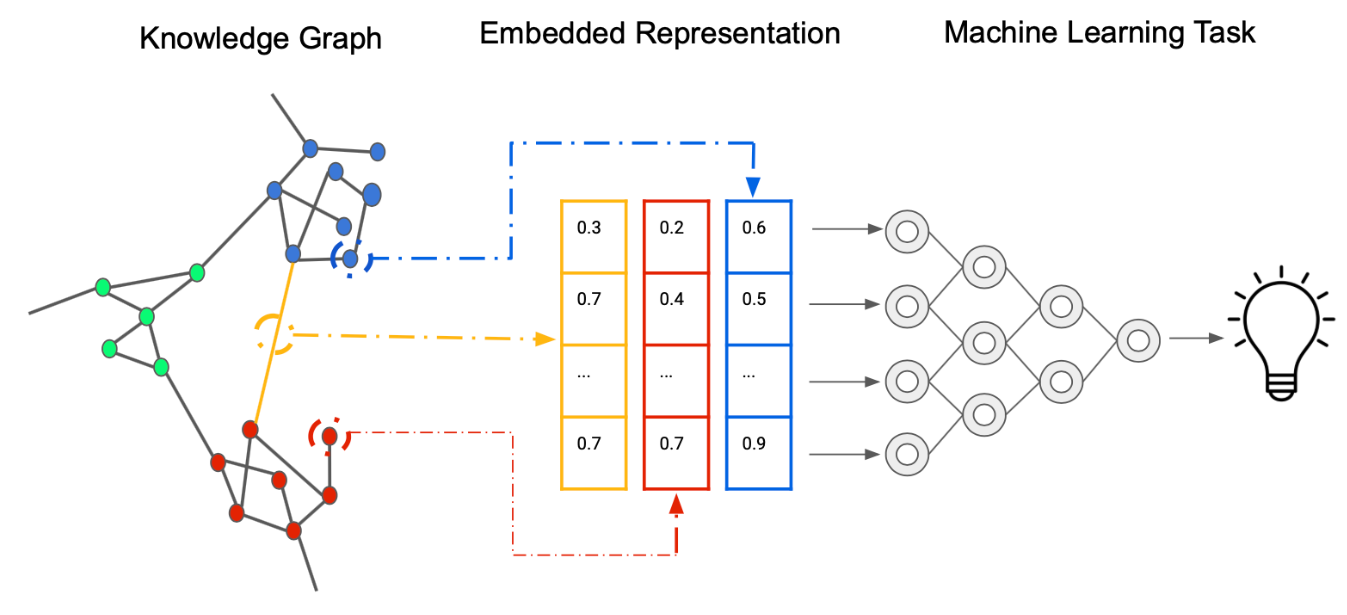 Knowledge Graph
Embedded Representation
Machine Learning Task
0.3 0.2 0.6
0.7 0.4 0.5
... ... ...
0.7 0.7 0.9